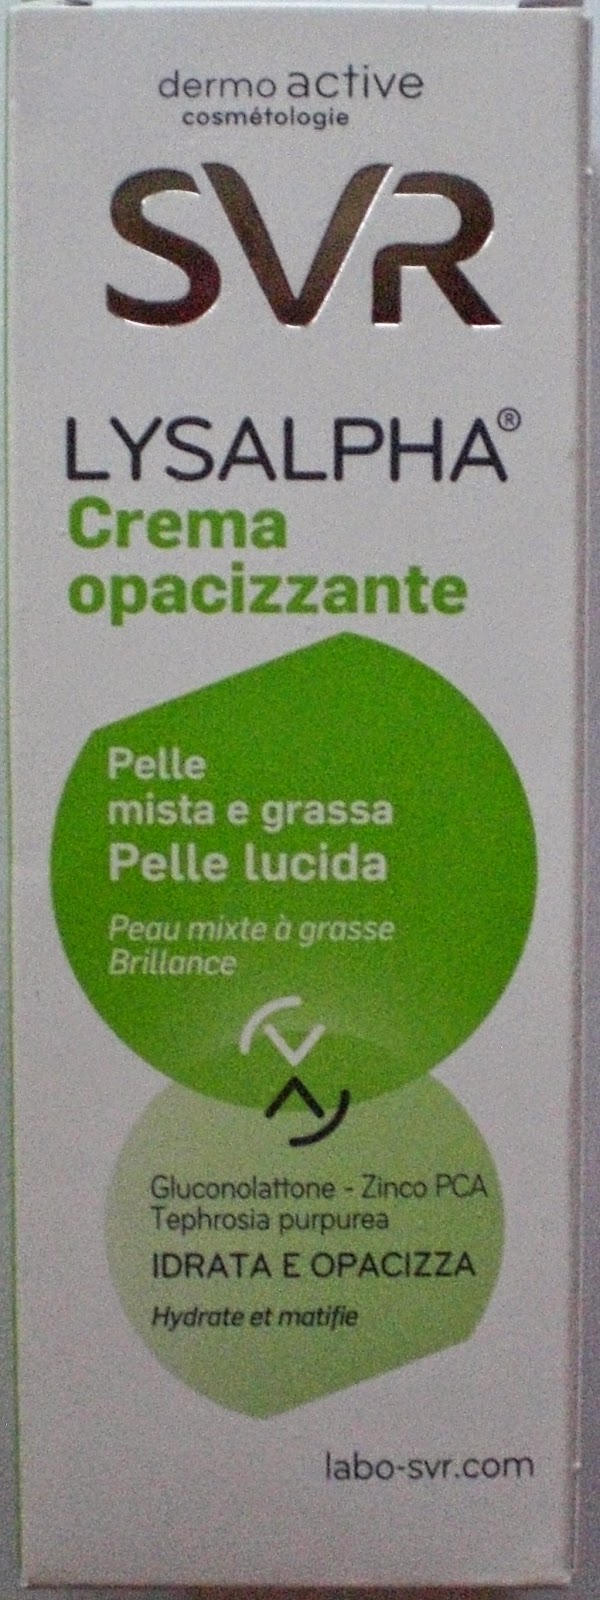 dermo active
cosmétologie
SVR
LYSALPHA®
Crema
opacizzante
Pelle
mista e grassa
Pelle lucida
Peau mixte à grasse
Brillance
Gluconolattone - Zinco PCA
Tephrosia purpurea
IDRATA E OPACIZZA
Hydrate et matifie
labo-svr.com